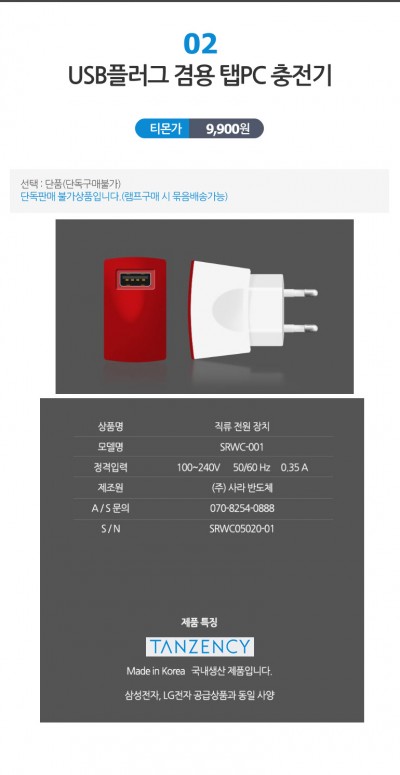 02
USB플러그 겸용 탭PC 충전기
티몬가 9,900원
선택 : 단품(단독구매불가)
단독판매 불가상품입니다.(램프구매 시 묶음배송가능)
상품명 직류 전원 장치
모델명 SRWC-001
정격입력 100~240V 50/60 Hz 0.35 A
제조원 (주) 사라 반도체
A / S 문의 070-8254-0888
S / N SRWC05020-01
제품 특징
TANZENCY
Made in Korea 국내생산 제품입니다.
삼성전자, LG전자 공급상품과 동일 사양